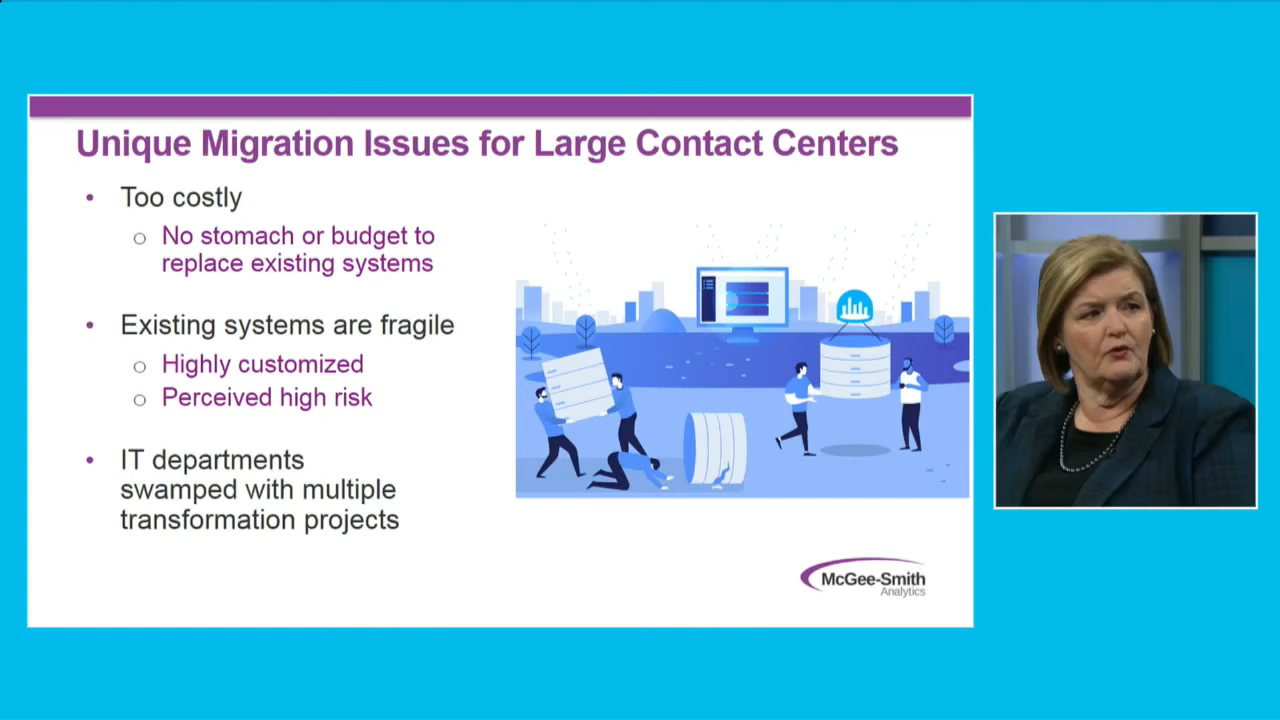 Unique Migration Issues for Large Contact Centers
• Too costly
○ No stomach or budget to
replace existing systems
• Existing systems are fragile
○ Highly customized
○ Perceived high risk
• IT departments
swamped with multiple
transformation projects
McGee-Smith
Analytics